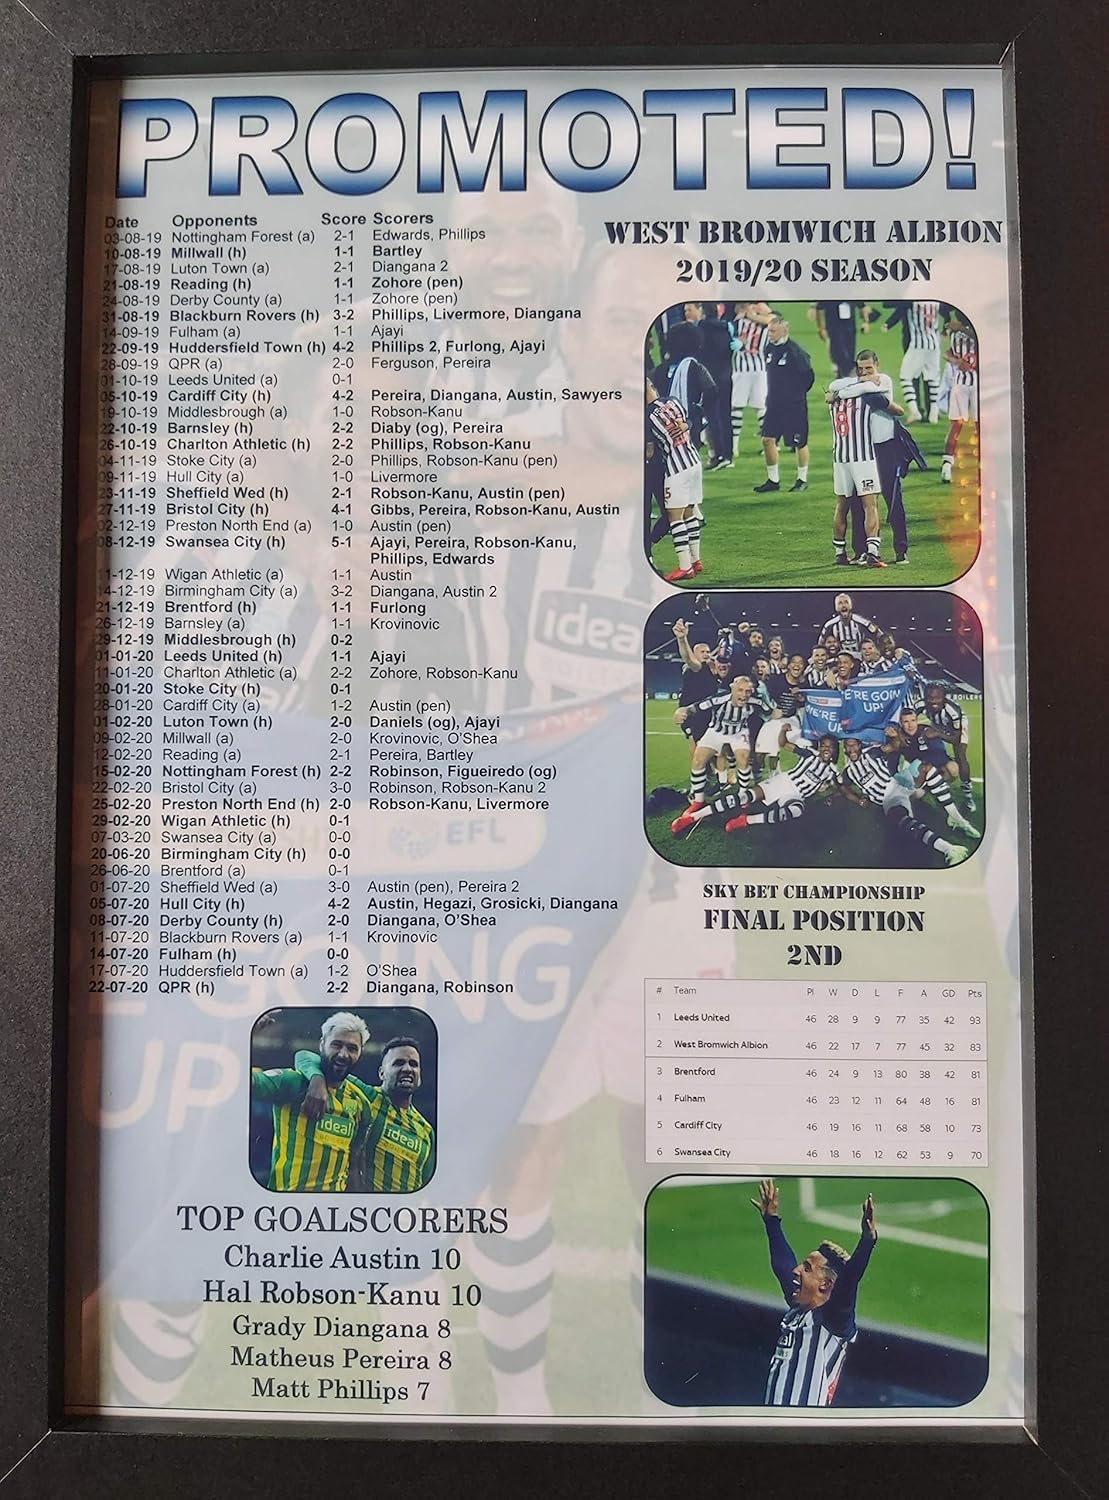 PROMOTED!
Date Opponents Score Scorers
03-08-19 Nottingham Forest (a) 2-1 Edwards, Phillips
10-08-19 Millwall (h) 1-1 Bartley
17-08-19 Luton Town (a) 2-1 Diangana 2
21-08-19 Reading (h) 1-1 Zohore (pen)
24-08-19 Derby County (a) 1-1 Zohore (pen)
31-08-19 Blackburn Rovers (h) 3-2 Phillips, Livermore, Diangana
14-09-19 Fulham (a) 1-1 Ajayi
22-09-19 Huddersfield Town (h) 4-2 Phillips 2, Furlong, Ajayi
28-09-19 QPR (a) 2-0 Ferguson, Pereira
01-10-19 Leeds United (a) 0-1
05-10-19 Cardiff City (h) 4-2 Pereira, Diangana, Austin, Sawyers
19-10-19 Middlesbrough (a) 1-0 Robson-Kanu
22-10-19 Barnsley (h) 2-2 Diaby (og), Pereira
26-10-19 Charlton Athletic (h) 2-2 Phillips, Robson-Kanu
04-11-19 Stoke City (a) 2-0 Phillips, Robson-Kanu (pen)
09-11-19 Hull City (a) 1-0 Livermore
23-11-19 Sheffield Wed (h) 2-1 Robson-Kanu, Austin (pen)
27-11-19 Bristol City (h) 4-1 Gibbs, Pereira, Robson-Kanu, Austin
02-12-19 Preston North End (a) 1-0 Austin (pen)
08-12-19 Swansea City (h) 5-1 Ajayi, Pereira, Robson-Kanu,
Phillips, Edwards
11-12-19 Wigan Athletic (a) 1-1 Austin
14-12-19 Birmingham City (a) 3-2 Diangana, Austin 2
21-12-19 Brentford (h) 1-1 Furlong
26-12-19 Barnsley (a) 1-1 Krovinovic
29-12-19 Middlesbrough (h) 0-2
01-01-20 Leeds United (h) 1-1 Ajayi
11-01-20 Charlton Athletic (a) 2-2 Zohore, Robson-Kanu
20-01-20 Stoke City (h) 0-1
28-01-20 Cardiff City (a) 1-2 Austin (pen)
01-02-20 Luton Town (h) 2-0 Daniels (og), Ajayi
09-02-20 Millwall (a) 2-0 Krovinovic, O'Shea
12-02-20 Reading (a) 2-1 Pereira, Bartley
15-02-20 Nottingham Forest (h) 2-2 Robinson, Figueiredo (og)
22-02-20 Bristol City (a) 3-0 Robinson, Robson-Kanu 2
25-02-20 Preston North End (h) 2-0 Robson-Kanu, Livermore
29-02-20 Wigan Athletic (h) 0-1
07-03-20 Swansea City (a) 0-0
20-06-20 Birmingham City (h) 0-0
26-06-20 Brentford (a) 0-1
01-07-20 Sheffield Wed (a) 3-0 Austin (pen), Pereira 2
05-07-20 Hull City (h) 4-2 Austin, Hegazi, Grosicki, Diangana
08-07-20 Derby County (h) 2-0 Diangana, O'Shea
11-07-20 Blackburn Rovers (a) 1-1 Krovinovic
14-07-20 Fulham (h) 0-0
17-07-20 Huddersfield Town (a) 1-2 O'Shea
22-07-20 QPR (h) 2-2 Diangana, Robinson
ideal
EFL
GOING
UP
ideal
ideal
TOP GOALSCORERS
Charlie Austin 10
Hal Robson-Kanu 10
Grady Diangana 8
Matheus Pereira 8
Matt Phillips 7
WEST BROMWICH ALBION
2019/20 SEASON
8
12
WE'RE GOING
UP!
WE'RE
UP
SKY BET CHAMPIONSHIP
FINAL POSITION
2ND
# Team Pl W D L F A GD Pts
1 Leeds United 46 28 9 9 77 35 42 93
2 West Bromwich Albion 46 22 17 7 77 45 32 83
3 Brentford 46 24 9 13 80 38 42 81
4 Fulham 46 23 12 11 64 48 16 81
5 Cardiff City 46 19 16 11 68 58 10 73
6 Swansea City 46 18 16 12 62 53 9 70
ideal